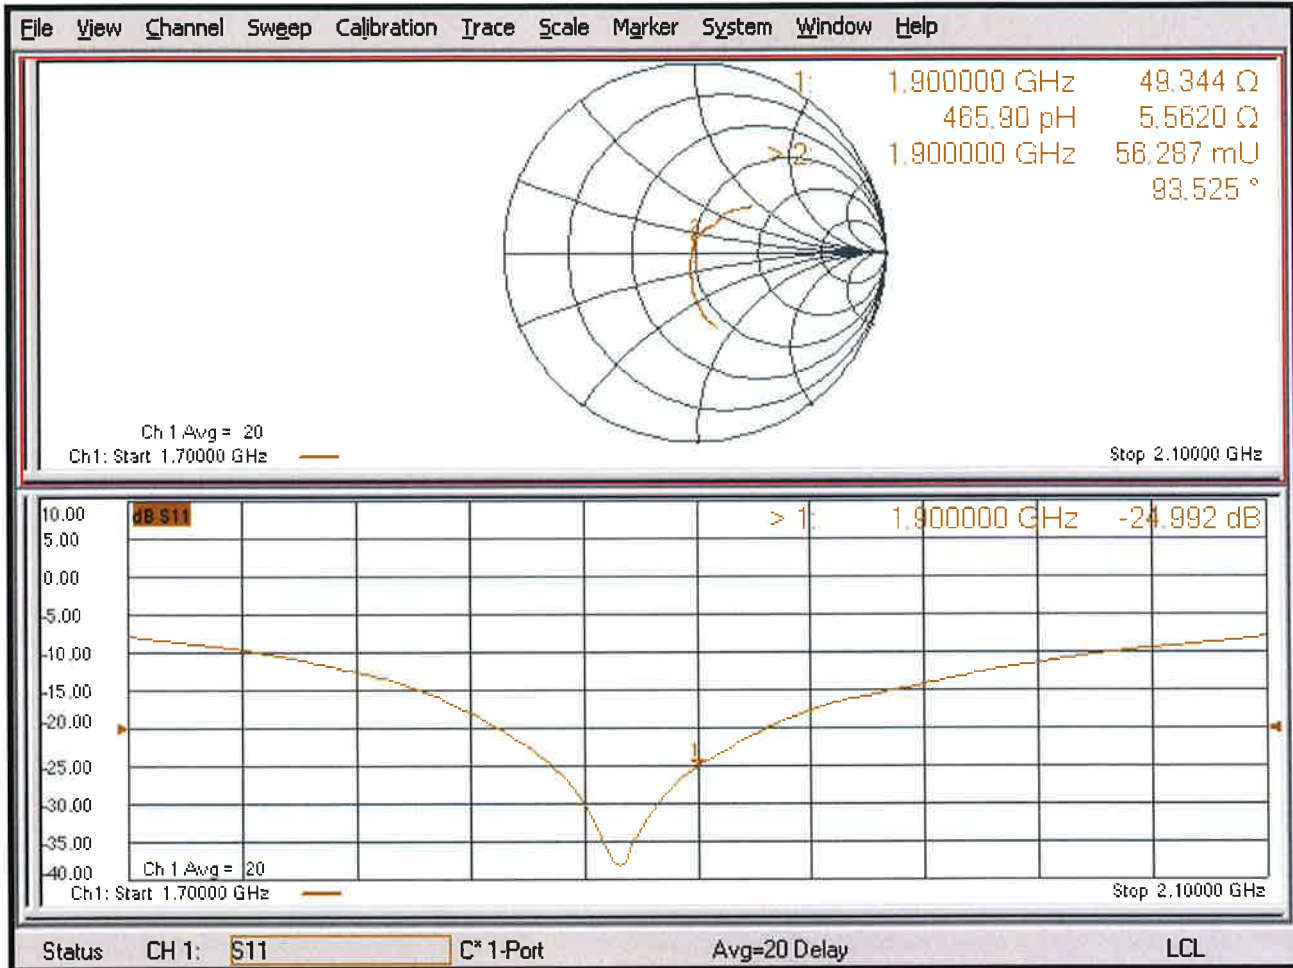 File View Channel Sweep Calibration Trace Scale Marker System Window Help
1: 1.900000 GHz 49.344 Ω
465.90 pH 5.5620 Ω
> 2: 1.900000 GHz 56.287 mU
93.525 °
Ch 1 Avg = 20
Ch1: Start 1.70000 GHz
Stop 2.10000 GHz
10.00
5.00
0.00
-5.00
-10.00
-15.00
-20.00
-25.00
-30.00
-35.00
-40.00
dB S11
> 1: 1.900000 GHz -24.992 dB
1
Ch 1 Avg = 20
Ch1: Start 1.70000 GHz
Stop 2.10000 GHz
Status CH 1: S11 C* 1-Port Avg=20 Delay LCL